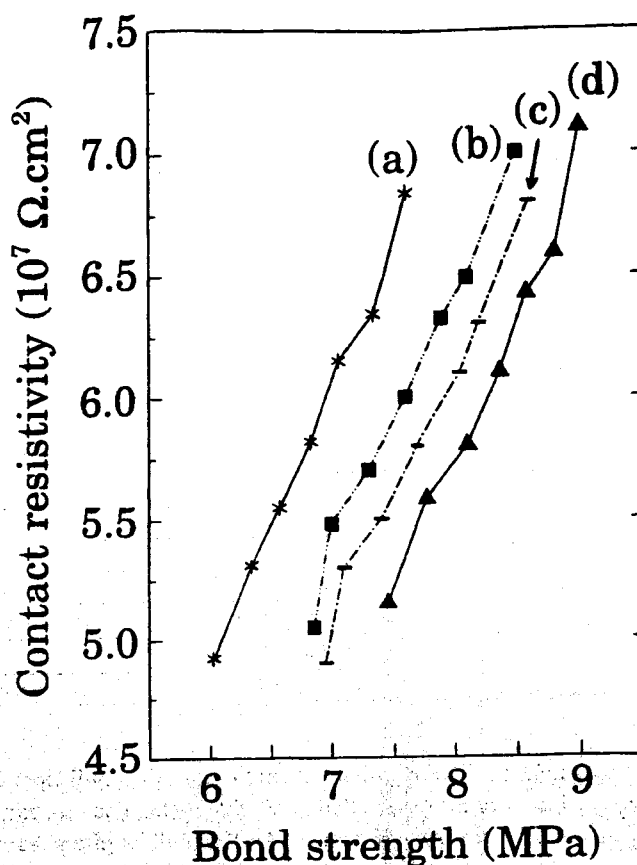 7.5
7.0
6.5
6.0
5.5
5.0
4.5
Contact resistivity (10⁷ Ω.cm²)
(a)
(b)
(c)
(d)
6 7 8 9
Bond strength (MPa)